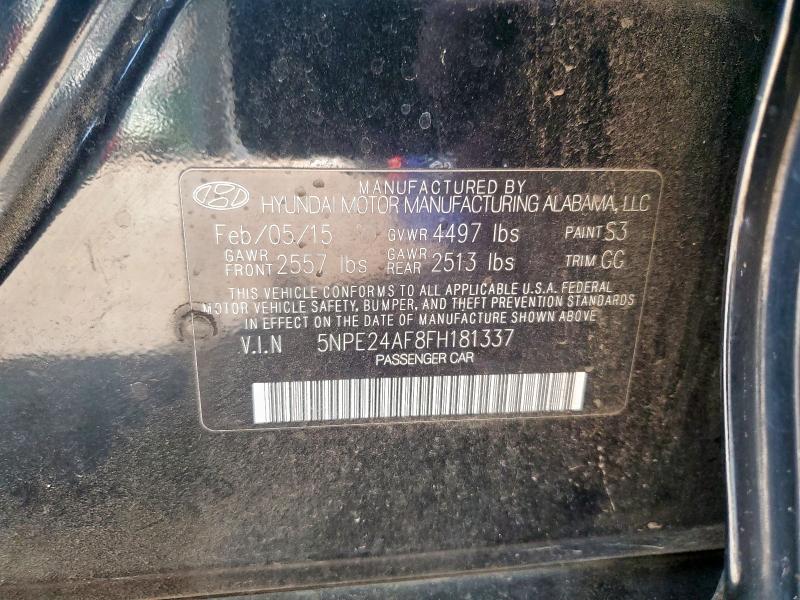 MANUFACTURED BY
HYUNDAI MOTOR MANUFACTURING ALABAMA, LLC
Feb/05/15 GVWR 4497 lbs PAINT S3
GAWR FRONT 2557 lbs GAWR REAR 2513 lbs TRIM GG
THIS VEHICLE CONFORMS TO ALL APPLICABLE U.S.A. FEDERAL
MOTOR VEHICLE SAFETY, BUMPER, AND THEFT PREVENTION STANDARDS
IN EFFECT ON THE DATE OF MANUFACTURE SHOWN ABOVE
V.I.N 5NPE24AF8FH181337
PASSENGER CAR